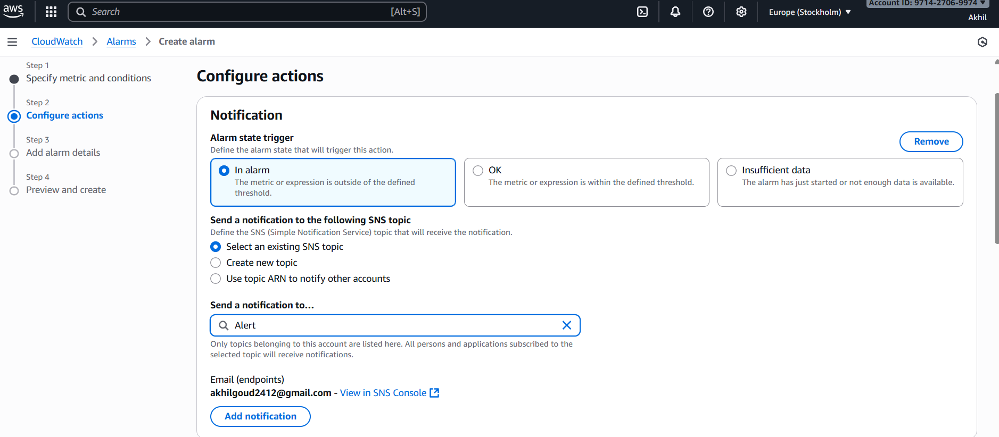 aws
Search
[Alt+S]
Europe (Stockholm)
Account ID: 9714-2706-9974
Akhil
CloudWatch
Alarms
Create alarm
Step 1
Specify metric and conditions
Step 2
Configure actions
Step 3
Add alarm details
Step 4
Preview and create
Configure actions
Notification
Alarm state trigger
Define the alarm state that will trigger this action.
Remove
In alarm
The metric or expression is outside of the defined
threshold.
OK
The metric or expression is within the defined threshold.
Insufficient data
The alarm has just started or not enough data is available.
Send a notification to the following SNS topic
Define the SNS (Simple Notification Service) topic that will receive the notification.
Select an existing SNS topic
Create new topic
Use topic ARN to notify other accounts
Send a notification to…
Alert
Only topics belonging to this account are listed here. All persons and applications subscribed to the
selected topic will receive notifications.
Email (endpoints)
akhilgoud2412@gmail.com - View in SNS Console
Add notification